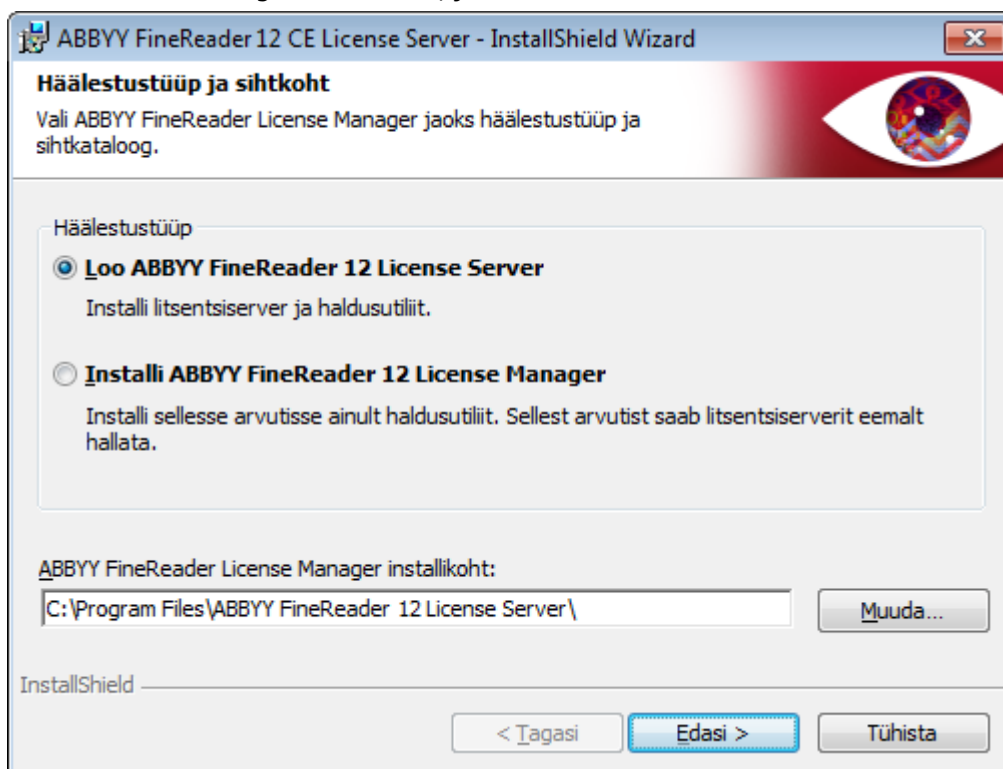 ABBYY FineReader 12 CE License Server - InstallShield Wizard
Häälestustüüp ja sihtkoht
Vali ABBYY FineReader License Manager jaoks häälestustüüp ja
sihtkataloog.
Häälestustüüp
Loo ABBYY FineReader 12 License Server
Installi litsentsiserver ja haldusutiliit.
Installi ABBYY FineReader 12 License Manager
Installi sellesse arvutisse ainult haldusutiliit. Sellest arvutist saab litsentsiserverit eemalt
hallata.
ABBYY FineReader License Manager installikoht:
C:\Program Files\ABBYY FineReader 12 License Server\
Muuda...
InstallShield
< Tagasi
Edasi >
Tühista